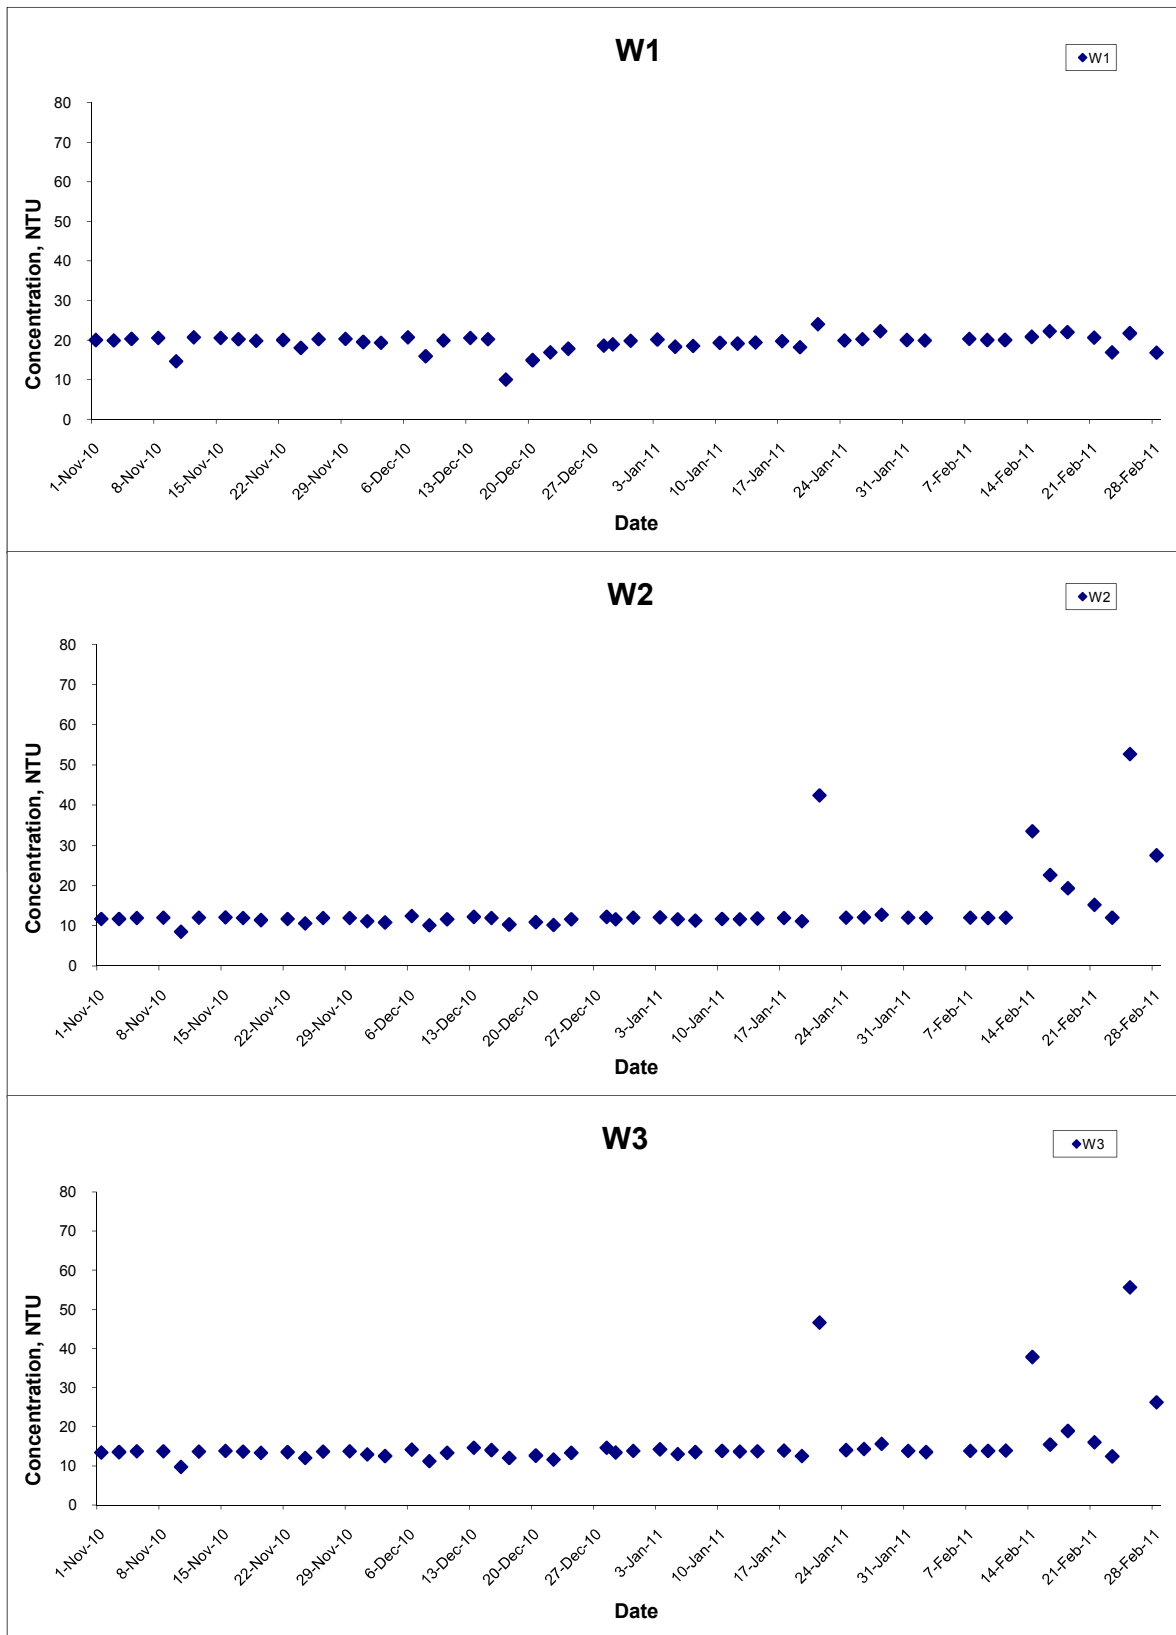 W1
W1
80
70
60
50
40
30
20
10
0
Concentration, NTU
1-Nov-10
8-Nov-10
15-Nov-10
22-Nov-10
29-Nov-10
6-Dec-10
13-Dec-10
20-Dec-10
27-Dec-10
3-Jan-11
10-Jan-11
17-Jan-11
24-Jan-11
31-Jan-11
7-Feb-11
14-Feb-11
21-Feb-11
28-Feb-11
Date
W2
W2
80
70
60
50
40
30
20
10
0
Concentration, NTU
1-Nov-10
8-Nov-10
15-Nov-10
22-Nov-10
29-Nov-10
6-Dec-10
13-Dec-10
20-Dec-10
27-Dec-10
3-Jan-11
10-Jan-11
17-Jan-11
24-Jan-11
31-Jan-11
7-Feb-11
14-Feb-11
21-Feb-11
28-Feb-11
Date
W3
W3
80
70
60
50
40
30
20
10
0
Concentration, NTU
1-Nov-10
8-Nov-10
15-Nov-10
22-Nov-10
29-Nov-10
6-Dec-10
13-Dec-10
20-Dec-10
27-Dec-10
3-Jan-11
10-Jan-11
17-Jan-11
24-Jan-11
31-Jan-11
7-Feb-11
14-Feb-11
21-Feb-11
28-Feb-11
Date